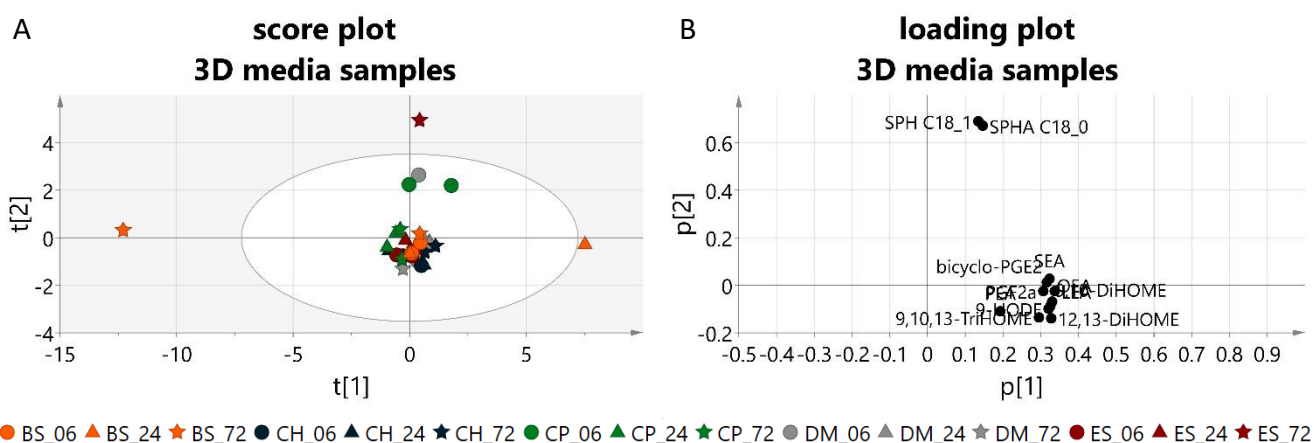 A
score plot
3D media samples
4
2
0
-2
-4
-15
-10
-5
0
5
t[2]
t[1]
B
loading plot
3D media samples
0.6
0.4
0.2
0
-0.2
-0.5
-0.4
-0.3
-0.2
-0.1
0
0.1
0.2
0.3
0.4
0.5
0.6
0.7
0.8
0.9
p[2]
p[1]
SPH C18_1
SPHA C18_0
SEA
bicyclo-PGE2
OEA
PGF2a
LEA
-DiHOME
9-HODE
9,10,13-TriHOME
12,13-DiHOME
BS_06 BS_24 BS_72 CH_06 CH_24 CH_72 CP_06 CP_24 CP_72 DM_06 DM_24 DM_72 ES_06 ES_24 ES_72